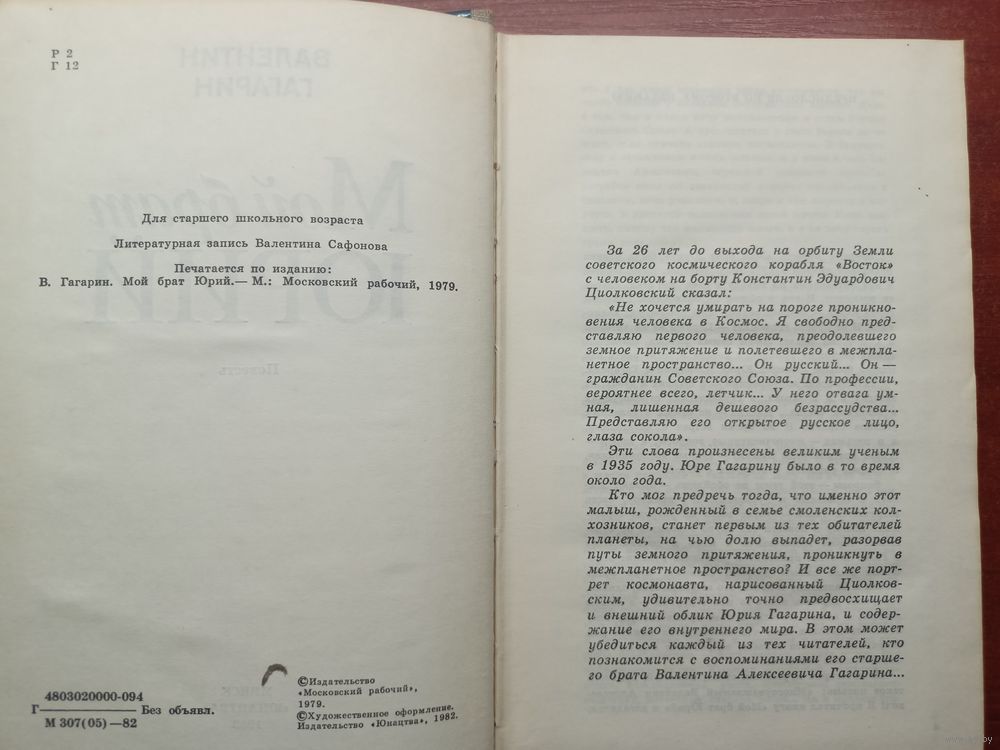 Р 2
Г 12
Для старшего школьного возраста
Литературная запись Валентина Сафонова
Печатается по изданию:
В. Гагарин. Мой брат Юрий.— М.: Московский рабочий, 1979.
4803020000-094
Г———————— Без объявл.
М 307(05)—82
©Издательство
«Московский рабочий»,
1979.
©Художественное оформление.
Издательство «Юнацтва», 1982.
За 26 лет до выхода на орбиту Земли
советского космического корабля «Восток»
с человеком на борту Константин Эдуардович
Циолковский сказал:
«Не хочется умирать на пороге проникно-
вения человека в Космос. Я свободно пред-
ставляю первого человека, преодолевшего
земное притяжение и полетевшего в межпла-
нетное пространство... Он русский... Он —
гражданин Советского Союза. По профессии,
вероятнее всего, летчик... У него отвага ум-
ная, лишенная дешевого безрассудства...
Представляю его открытое русское лицо,
глаза сокола».
Эти слова произнесены великим ученым
в 1935 году. Юре Гагарину было в то время
около года.
Кто мог предречь тогда, что именно этот
малыш, рожденный в семье смоленских кол-
хозников, станет первым из тех обитателей
планеты, на чью долю выпадет, разорвав
путы земного притяжения, проникнуть в
межпланетное пространство? И все же порт-
рет космонавта, нарисованный Циолков-
ским, удивительно точно предвосхищает
и внешний облик Юрия Гагарина, и содер-
жание его внутреннего мира. В этом может
убедиться каждый из тех читателей, кто
познакомится с воспоминаниями его старше-
го брата Валентина Алексеевича Гагарина...